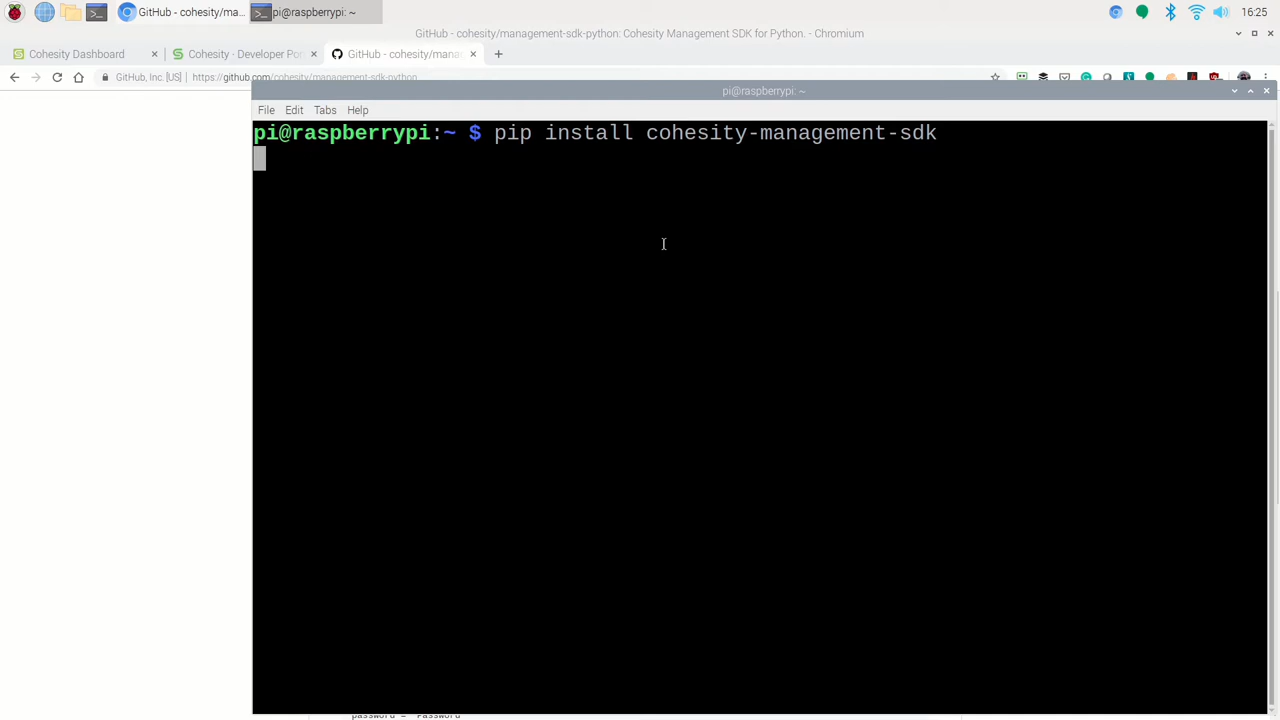 GitHub - cohesity/ma...
pi@raspberrypi: ~
16:25
GitHub - cohesity/management-sdk-python: Cohesity Management SDK for Python. - Chromium
Cohesity Dashboard
Cohesity - Developer Por
GitHub - cohesity/mana
GitHub, Inc. [US]
https://github.com/cohesity/management-sdk-python
pi@raspberrypi: ~
File Edit Tabs Help
pi@raspberrypi:~ $ pip install cohesity-management-sdk
password = 'Password'